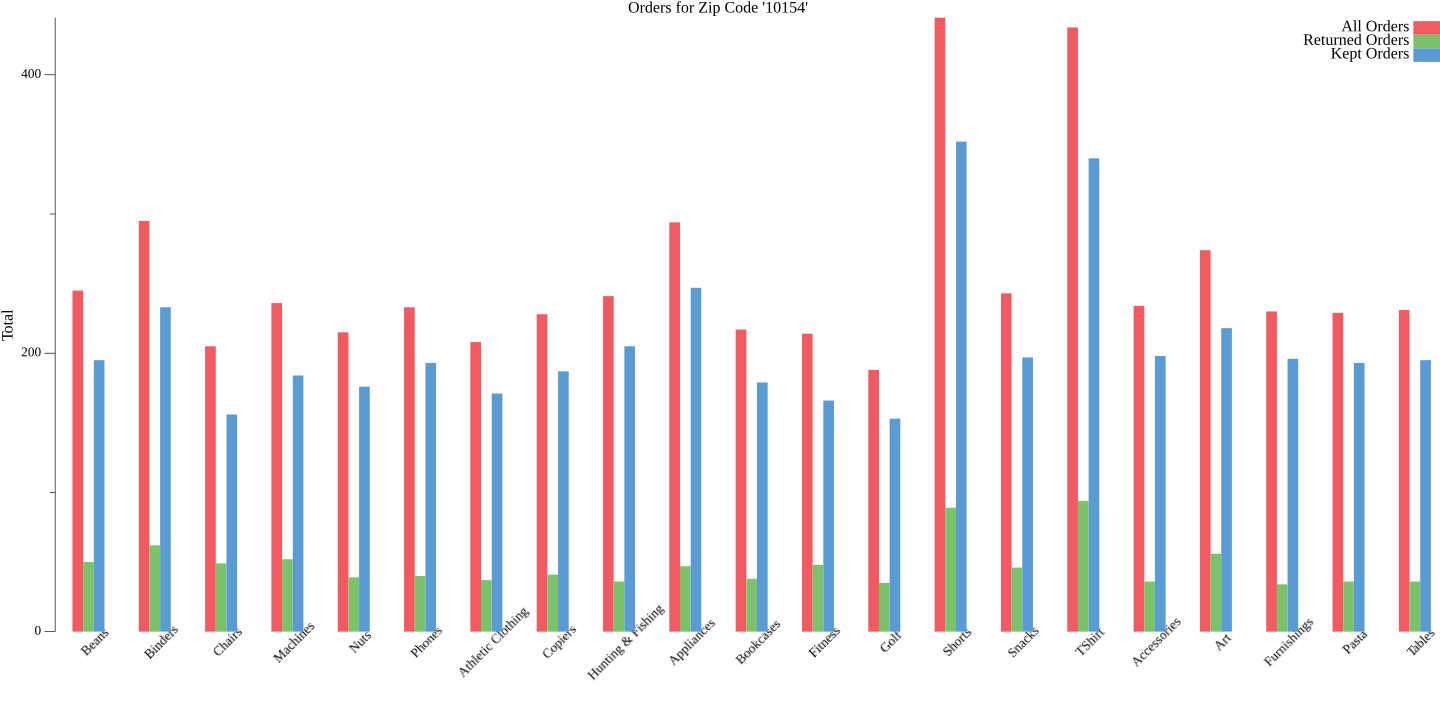 Orders for Zip Code '10154'
All Orders
Returned Orders
Kept Orders
Total
400
200
0
Beans
Binders
Chairs
Machines
Nuts
Phones
Athletic Clothing
Copiers
Hunting & Fishing
Appliances
Bookcases
Fitness
Golf
Shorts
Snacks
TShirt
Accessories
Art
Furnishings
Pasta
Tables